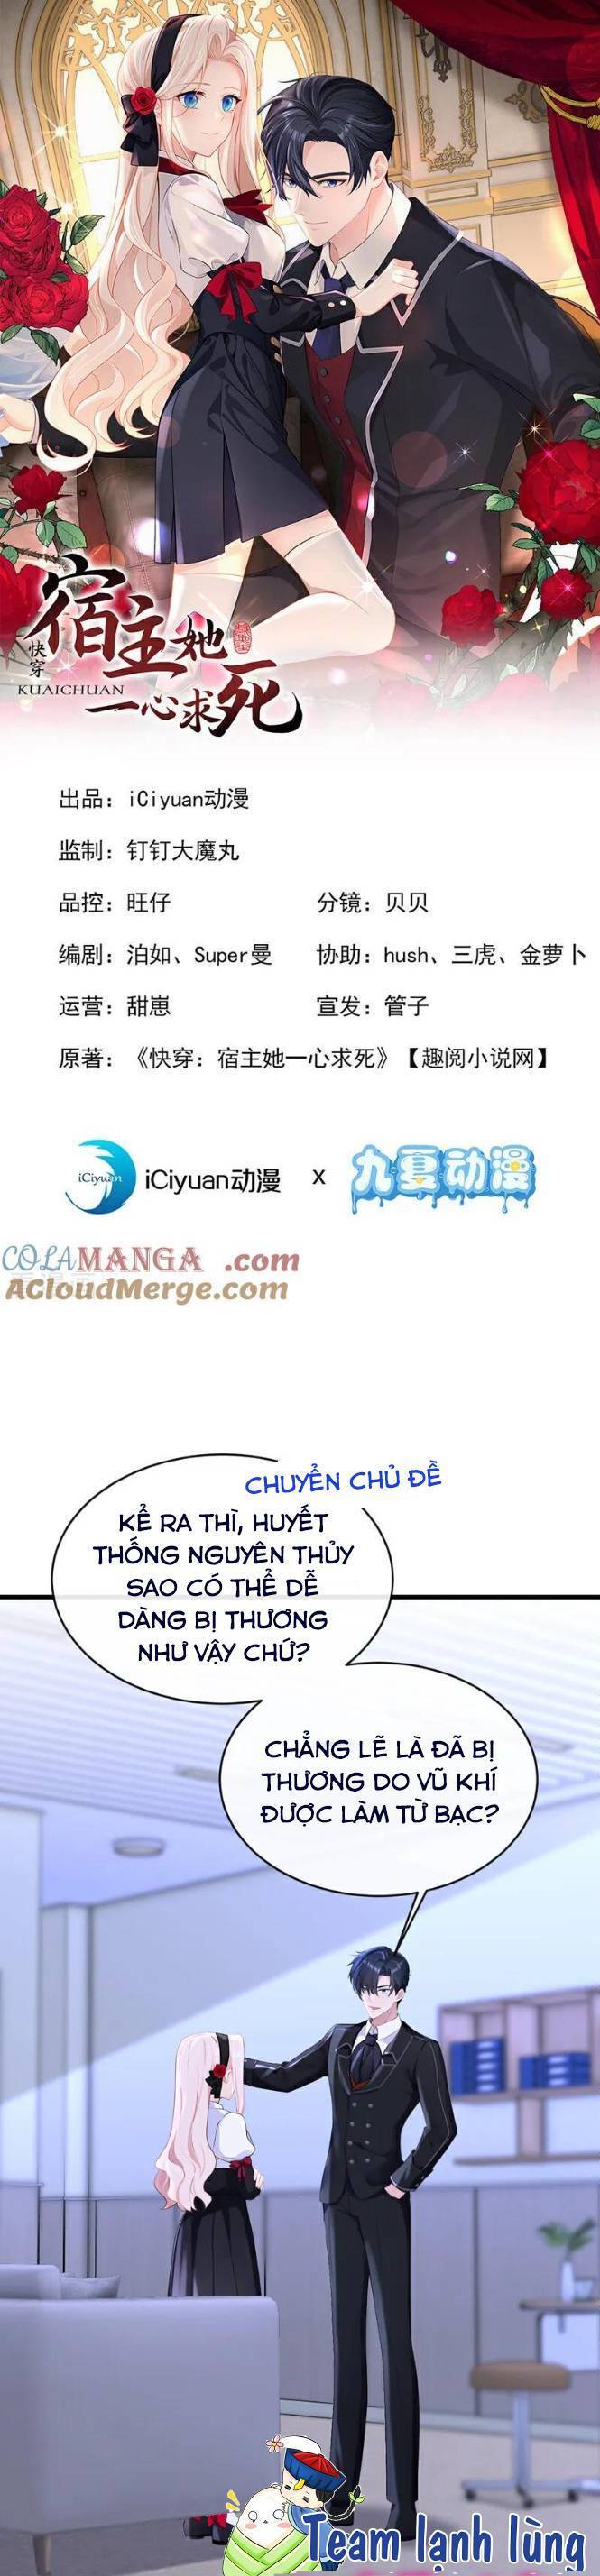 快穿
宿主她
KUAICHUAN
一心求死
出品：iCiyuan动漫
监制：钉钉大魔丸
品控：旺仔 分镜：贝贝
编剧：泊如、Super曼 协助：hush、三虎、金萝卜
运营：甜崽 宣发：管子
原著：《快穿：宿主她一心求死》【趣阅小说网】
iCiyuan iCiyuan动漫 x 九夏动漫
COLAMANGA.com
AcloudMerge.com
CHUYỂN CHỦ ĐỀ
KỂ RA THÌ, HUYẾT
THỐNG NGUYÊN THỦY
SAO CÓ THỂ DỄ
DÀNG BỊ THƯƠNG
NHƯ VẬY CHỨ?
CHẲNG LẼ LÀ ĐÃ BỊ
THƯƠNG DO VŨ KHÍ
ĐƯỢC LÀM TỪ BẠC?
Team lạnh lùng